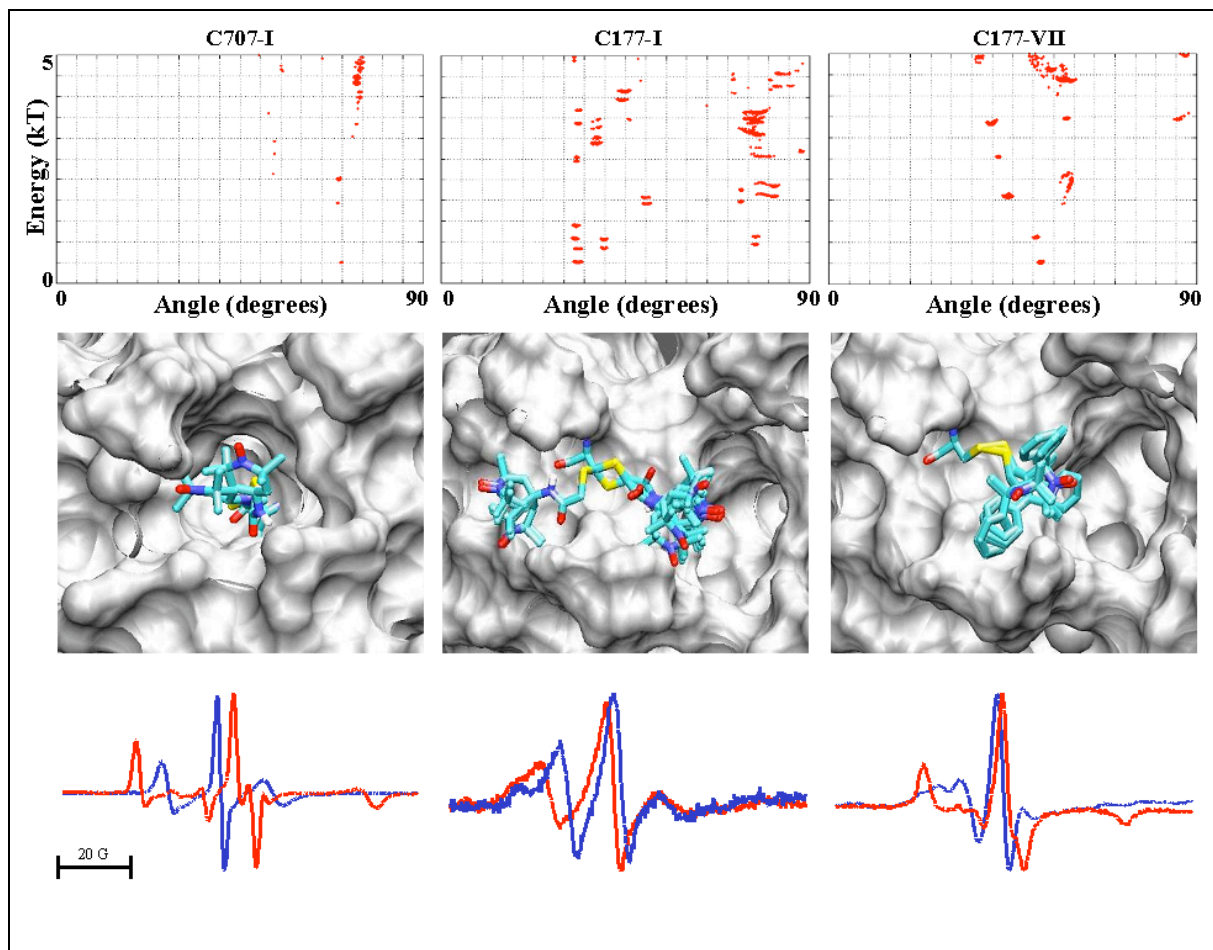 C707-I C177-I C177-VII
5
Energy (kT)
0
0 Angle (degrees) 90 0 Angle (degrees) 90 0 Angle (degrees) 90
20 G